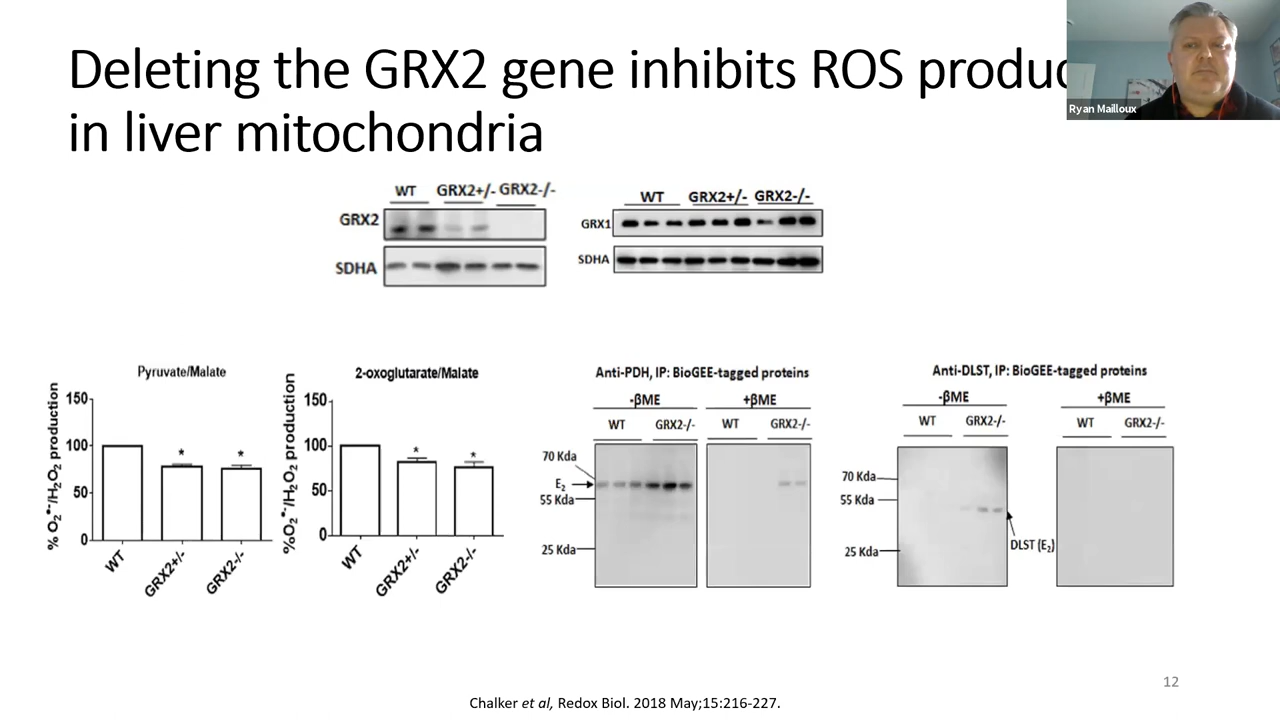 Deleting the GRX2 gene inhibits ROS
in liver mitochondria
Ryan Mailloux
WT GRX2+/- GRX2-/-
GRX2
SDHA
WT GRX2+/- GRX2-/-
GRX1
SDHA
Pyruvate/Malate
% O₂•-/H₂O₂ production
150
100
50
0
WT
GRX2+/-
GRX2-/-
* *
2-oxoglutarate/Malate
%O₂•-/H₂O₂ production
150
100
50
0
WT
GRX2+/-
GRX2-/-
* *
Anti-PDH, IP: BioGEE-tagged proteins
-βME +βME
WT GRX2-/- WT GRX2-/-
70 Kda
E₂
55 Kda
25 Kda
Anti-DLST, IP: BioGEE-tagged proteins
-βME +βME
WT GRX2-/- WT GRX2-/-
70 Kda
55 Kda
25 Kda
DLST (E₂)
12
Chalker et al, Redox Biol. 2018 May;15:216-227.